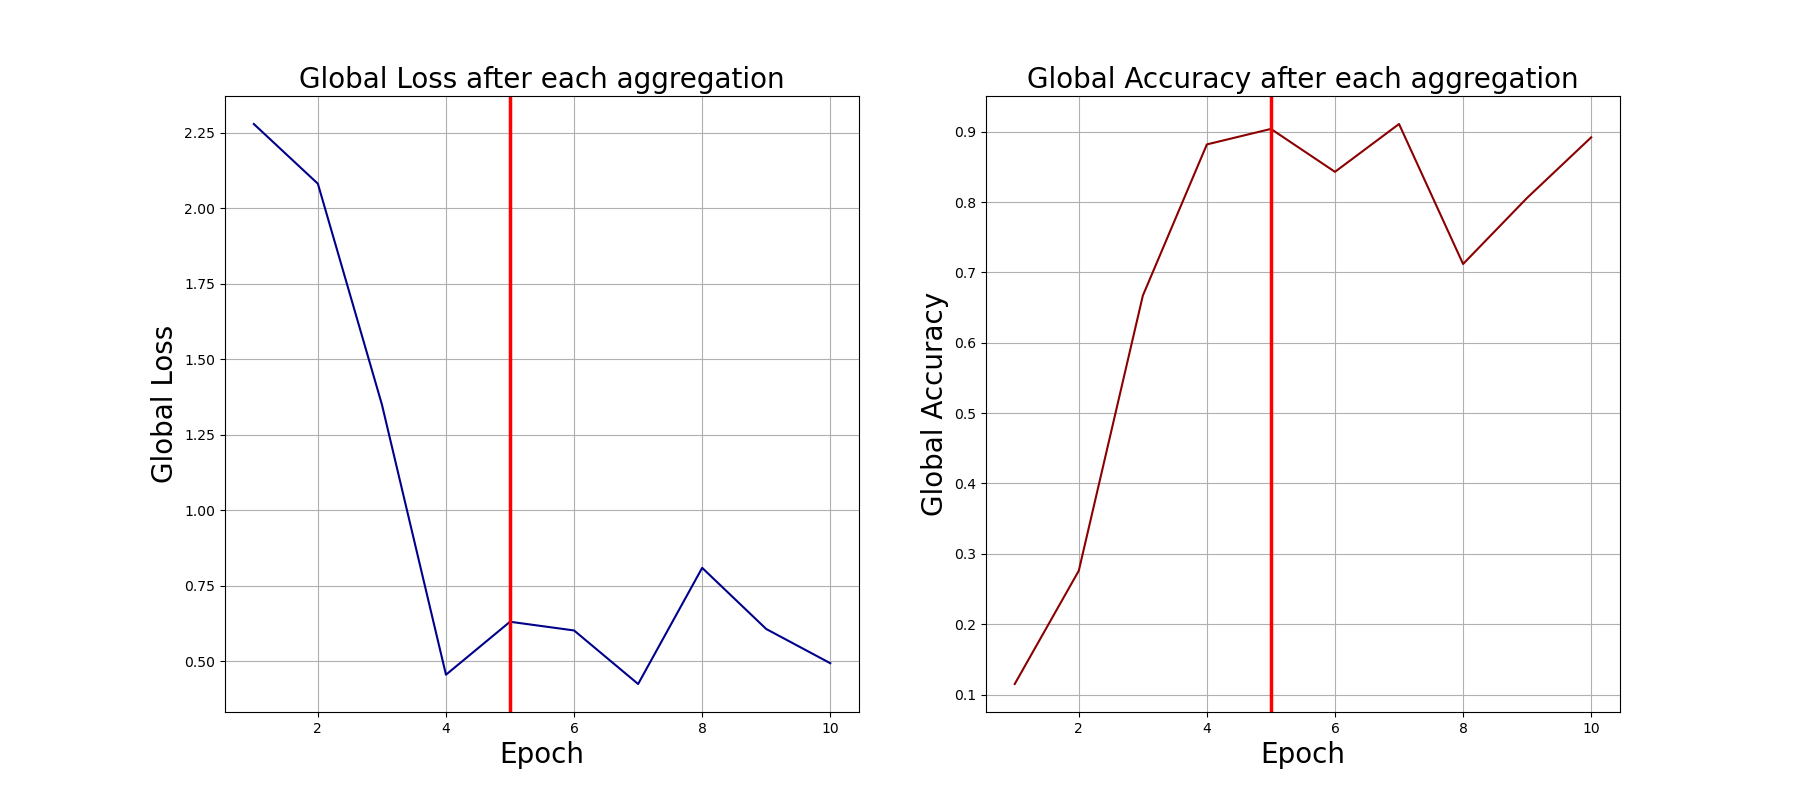 Global Loss after each aggregation
Global Loss
2.25
2.00
1.75
1.50
1.25
1.00
0.75
0.50
2 4 6 8 10
Epoch
Global Accuracy after each aggregation
Global Accuracy
0.9
0.8
0.7
0.6
0.5
0.4
0.3
0.2
0.1
2 4 6 8 10
Epoch